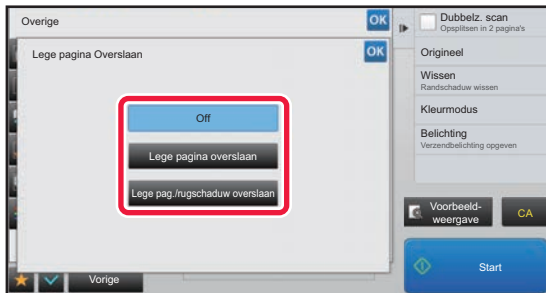 Overige
OK
Lege pagina Overslaan
OK
Off
Lege pagina overslaan
Lege pag./rugschaduw overslaan
Vorige
Dubbelz. scan
Opsplitsen in 2 pagina's
Origineel
Wissen
Randschaduw wissen
Kleurmodus
Belichting
Verzendbelichting opgeven
Voorbeeld-
weergave
CA
Start